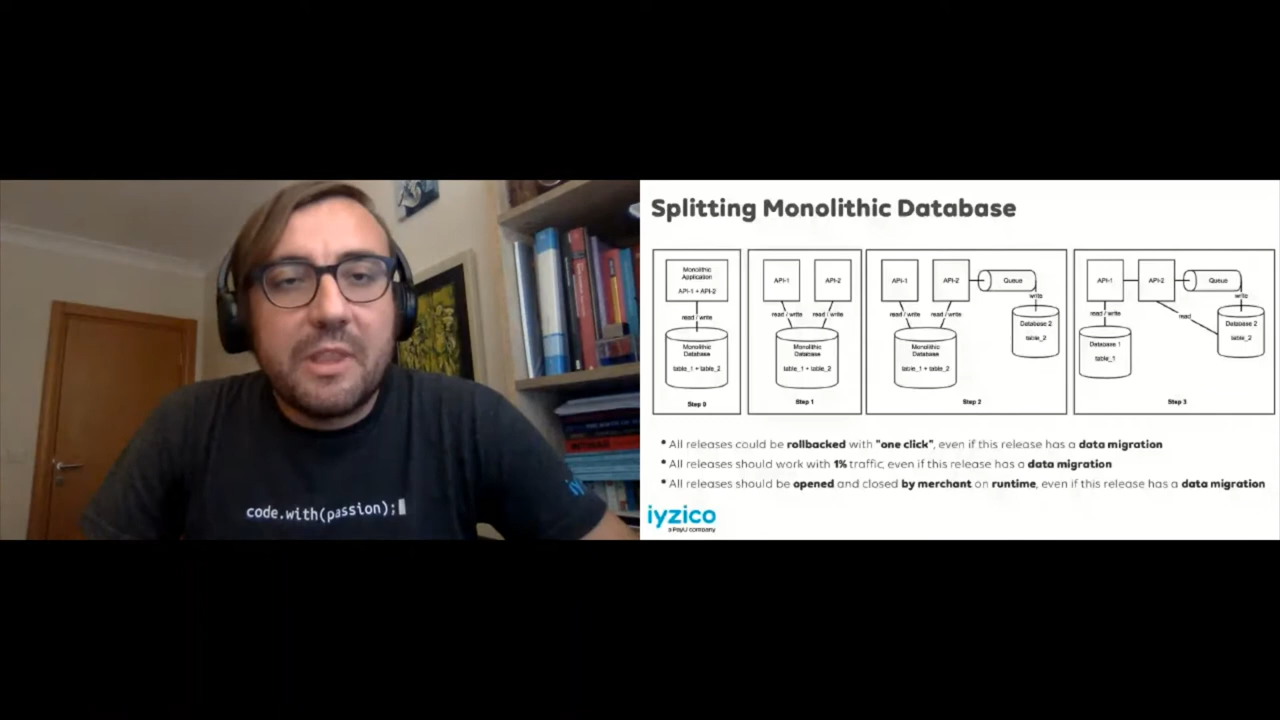 code.with(passion);
iy
Splitting Monolithic Database
Monolithic
Application
API-1 + API-2
read / write
Monolithic
Database
table_1 + table_2
Step 0
API-1
API-2
read / write
read / write
Monolithic
Database
table_1 + table_2
Step 1
API-1
API-2
Queue
read / write
read / write
write
Monolithic
Database
table_1 + table_2
Database 2
table_2
Step 2
API-1
API-2
Queue
read / write
read
write
Database 1
table_1
Database 2
table_2
Step 3
* All releases could be rollbacked with "one click", even if this release has a data migration
* All releases should work with 1% traffic, even if this release has a data migration
* All releases should be opened and closed by merchant on runtime, even if this release has a data migration
iyzico
a PayU company